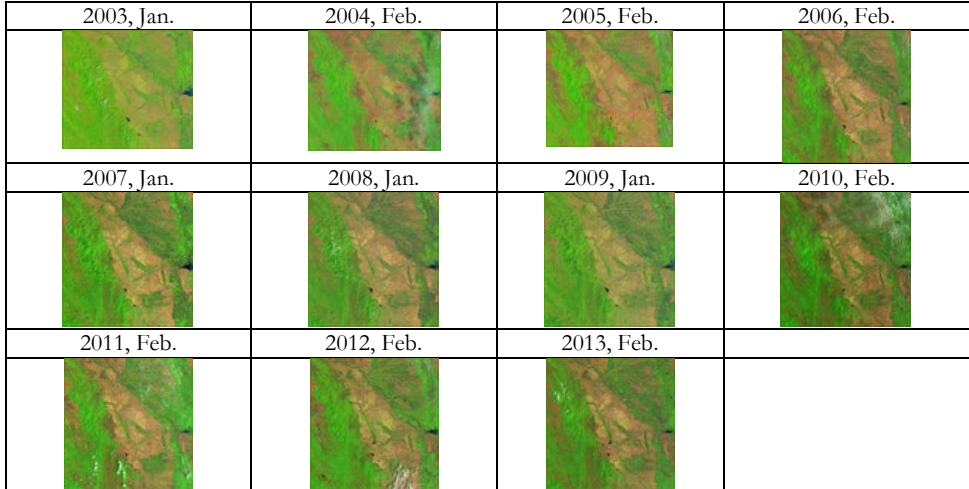 2003, Jan.
2004, Feb.
2005, Feb.
2006, Feb.
2007, Jan.
2008, Jan.
2009, Jan.
2010, Feb.
2011, Feb.
2012, Feb.
2013, Feb.